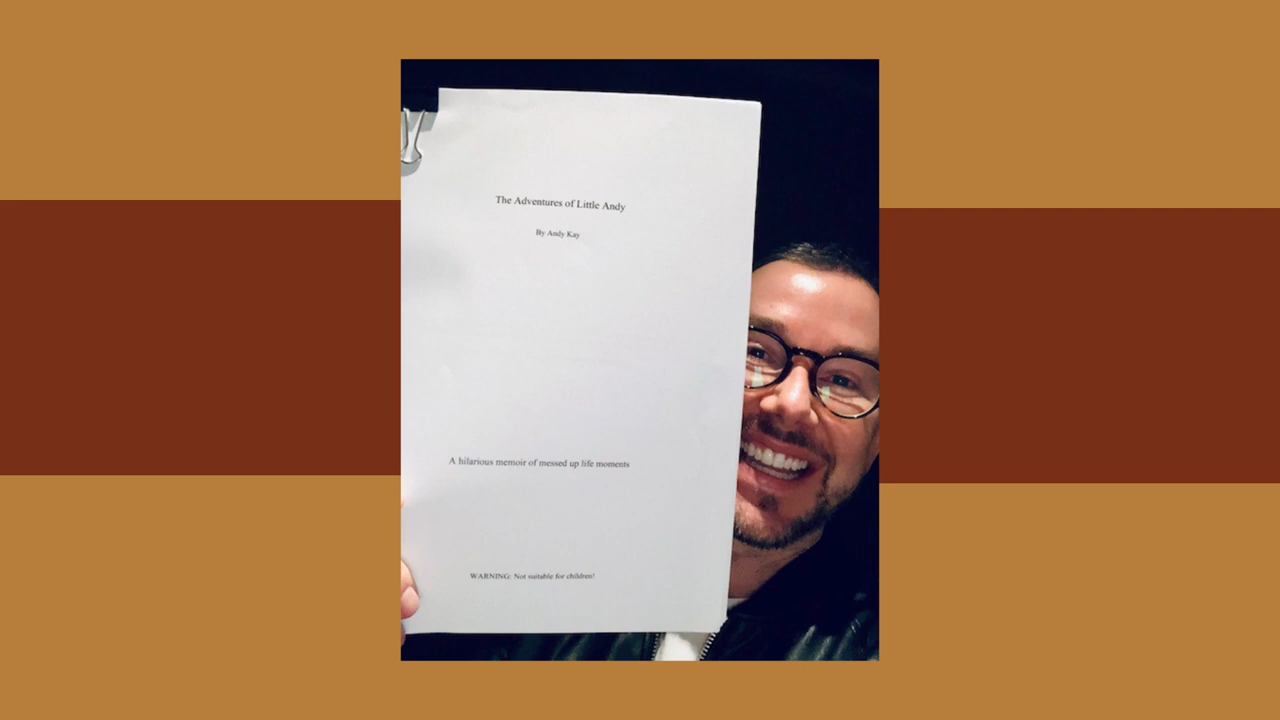 The Adventures of Little Andy
By Andy Kay
A hilarious memoir of messed up life moments
WARNING: Not suitable for children!